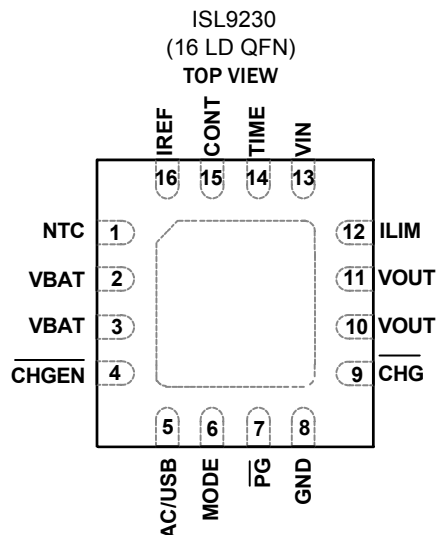 ISL9230
(16 LD QFN)
TOP VIEW
IREF
CONT
TIME
VIN
16 15 14 13
NTC 1 12 ILIM
VBAT 2 11 VOUT
VBAT 3 10 VOUT
CHGEN 4 9 CHG
5 6 7 8
AC/USB
MODE
PG
GND